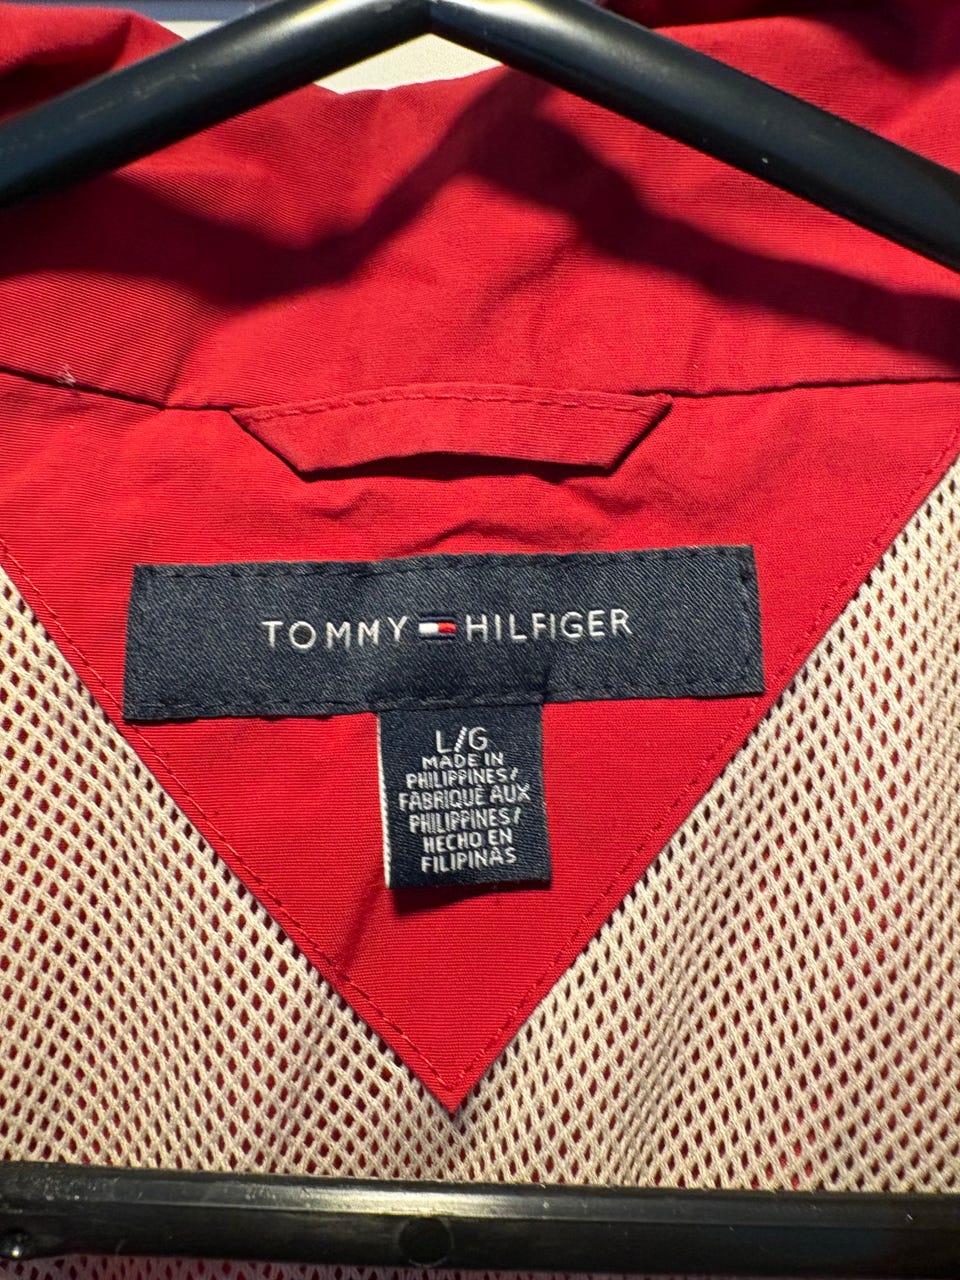 TOMMY HILFIGER
L/G
MADE IN
PHILIPPINES/
FABRIQUÉ AUX
PHILIPPINES/
HECHO EN
FILIPINAS